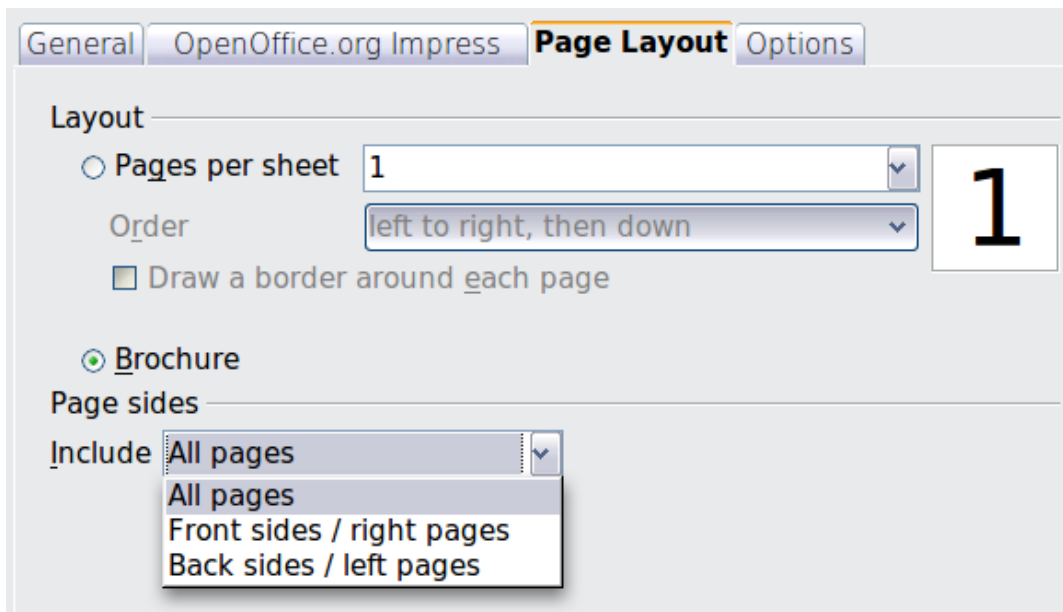 General OpenOffice.org Impress Page Layout Options
Layout
Pages per sheet 1
1
Order left to right, then down
Draw a border around each page
Brochure
Page sides
Include All pages
All pages
Front sides / right pages
Back sides / left pages